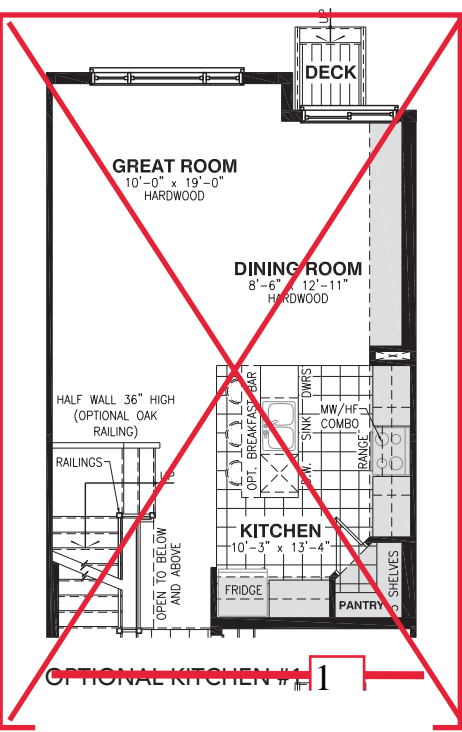 DECK
GREAT ROOM
10'-0" x 19'-0"
HARDWOOD
DINING ROOM
8'-6" x 12'-11"
HARDWOOD
HALF WALL 36" HIGH
(OPTIONAL OAK
RAILING)
RAILINGS
OPT. BREAKFAST BAR
D.W. SINK DWRS
MW/HF
COMBO
RANGE
KITCHEN
10'-3" x 13'-4"
OPEN TO BELOW
AND ABOVE
FRIDGE
PANTRY
SHELVES
OPTIONAL KITCHEN #1
1